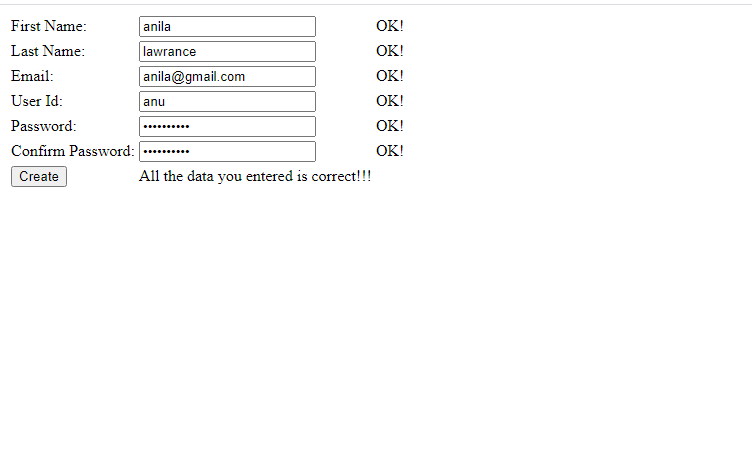 First Name: anila OK!
Last Name: lawrance OK!
Email: anila@gmail.com OK!
User Id: anu OK!
Password: •••••••••• OK!
Confirm Password: •••••••••• OK!
Create All the data you entered is correct!!!